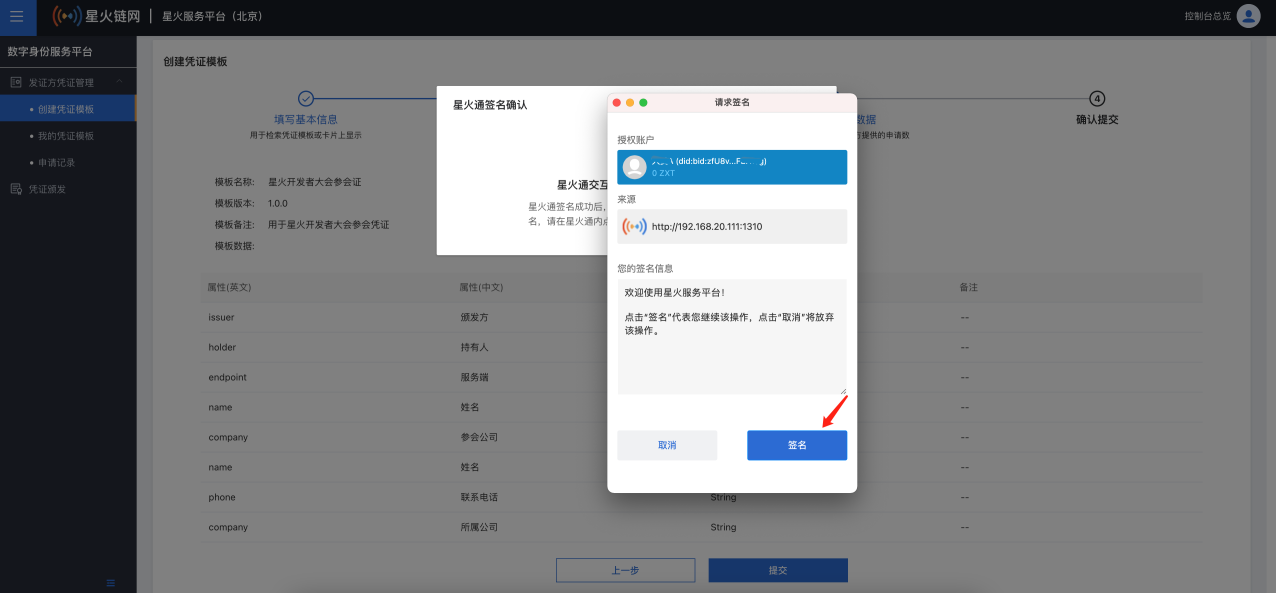 星火链网 | 星火服务平台（北京）
控制台总览
数字身份服务平台
发证方凭证管理
• 创建凭证模板
• 我的凭证模板
• 申请记录
凭证颁发
创建凭证模板
填写基本信息
用于检索凭证模板或卡片上显示
数据
方提供的申请数
4
确认提交
模板名称: 星火开发者大会参会证
模板版本: 1.0.0
模板备注: 用于星火开发者大会参会凭证
模板数据:
属性(英文) 属性(中文) 备注
issuer 颁发方 --
holder 持有人 --
endpoint 服务端 --
name 姓名 --
company 参会公司 --
name 姓名 --
phone 联系电话 String --
company 所属公司 String --
上一步 提交
星火通签名确认
星火通交互
星火通签名成功后,
名，请在星火通内点
请求签名
授权账户
(did:bid:zfU8v...F
0 ZXT
来源
http://192.168.20.111:1310
您的签名信息
欢迎使用星火服务平台!
点击“签名”代表您继续该操作，点击“取消”将放弃
该操作。
取消 签名